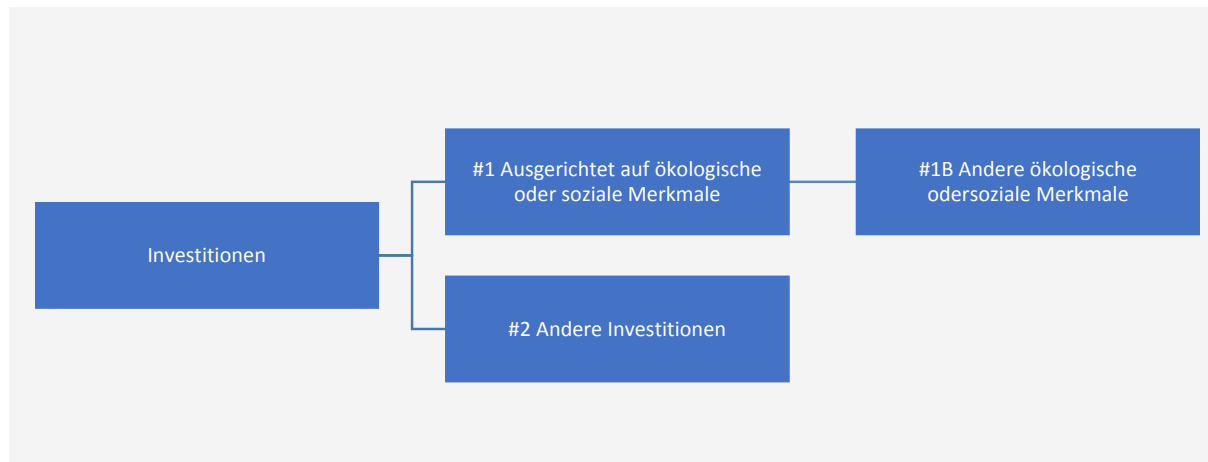 #1 Ausgerichtet auf ökologische
oder soziale Merkmale
#1B Andere ökologische
odersoziale Merkmale
Investitionen
#2 Andere Investitionen